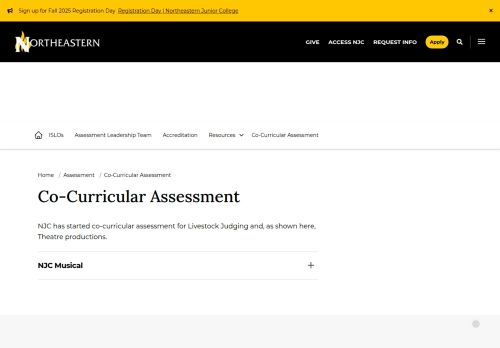 Sign up for Fall 2025 Registration Day Registration Day | Northeastern Junior College ×
NORTHEASTERN GIVE ACCESS NJC REQUEST INFO Apply
ISLOs Assessment Leadership Team Accreditation Resources Co-Curricular Assessment
Home / Assessment / Co-Curricular Assessment
Co-Curricular Assessment
NJC has started co-curricular assessment for Livestock Judging and, as shown here,
Theatre productions.
NJC Musical +